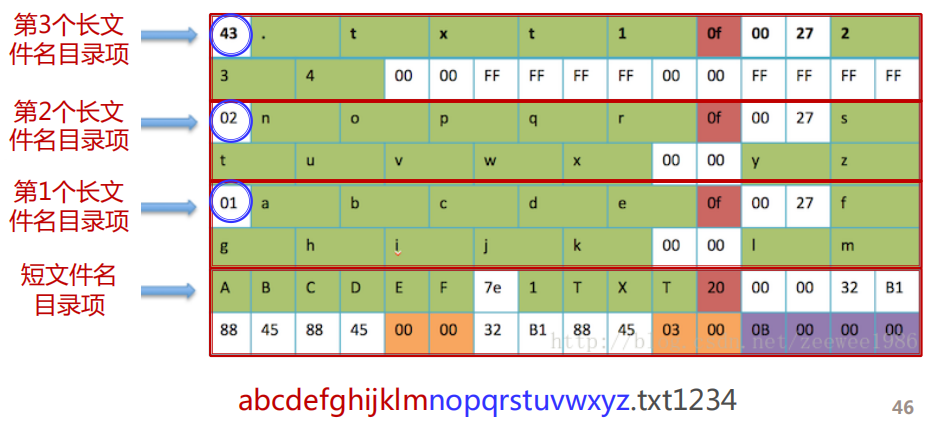 第3个长文
件名目录项
43 . t x t 1 0f 00 27 2
3 4 00 00 FF FF FF FF 00 00 FF FF FF FF
第2个长文
件名目录项
02 n o p q r 0f 00 27 s
t u v w x 00 00 y z
第1个长文
件名目录项
01 a b c d e 0f 00 27 f
g h i j k 00 00 l m
短文件名
目录项
A B C D E F 7e 1 T X T 20 00 00 32 B1
88 45 88 45 00 00 32 B1 88 45 03 00 0B 00 00 00
abcdefghijklmnopqrstuvwxyz.txt1234
46